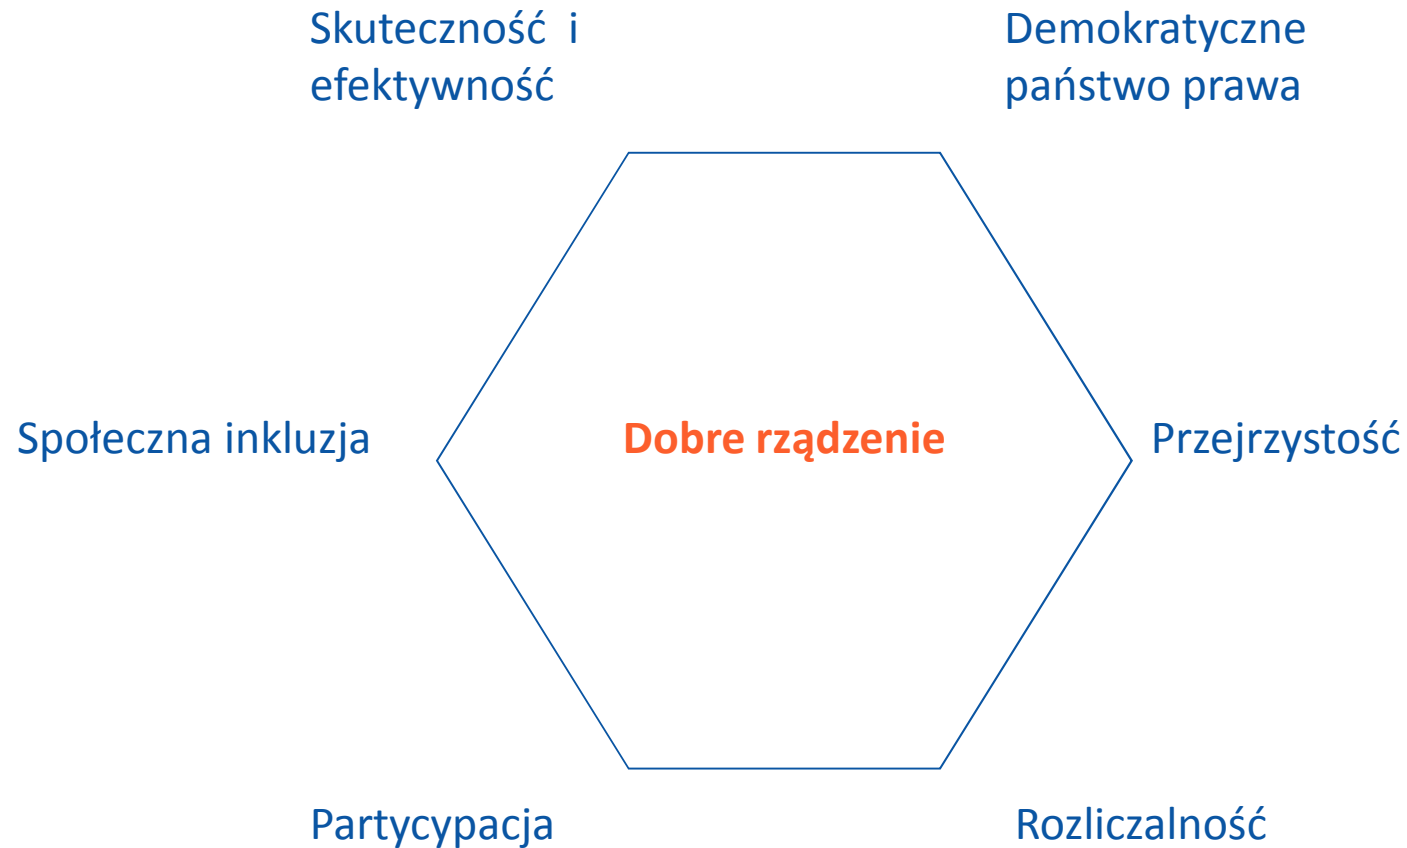 Skuteczność i
efektywność
Demokratyczne
państwo prawa
Społeczna inkluzja
Dobre rządzenie
Przejrzystość
Partycypacja
Rozliczalność